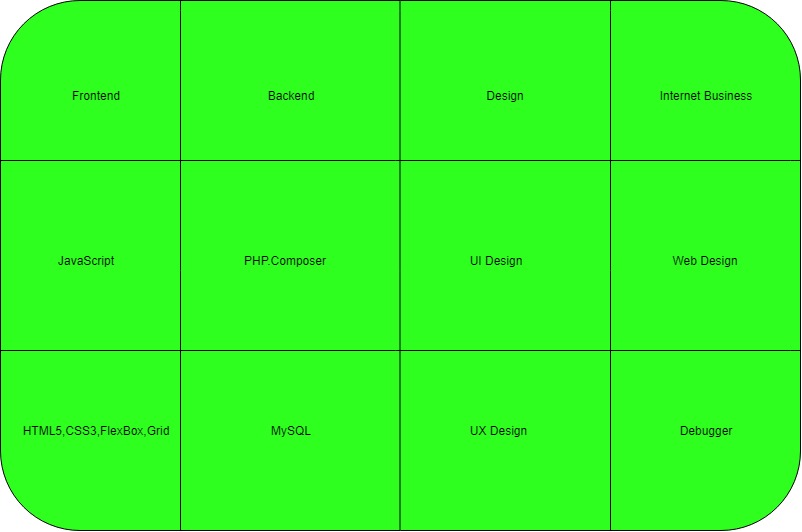 Frontend
Backend
Design
Internet Business
JavaScript
PHP.Composer
UI Design
Web Design
HTML5,CSS3,FlexBox,Grid
MySQL
UX Design
Debugger